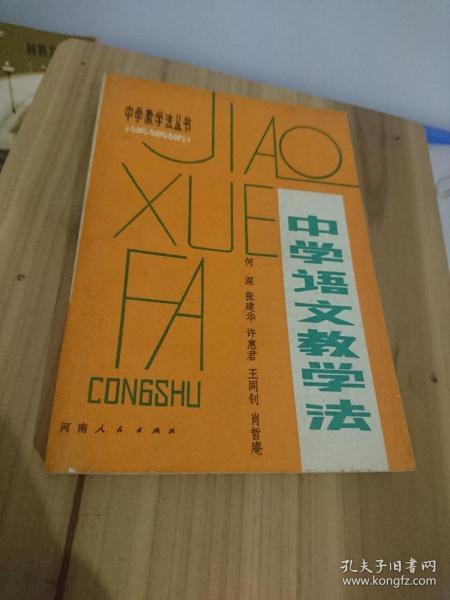 中学教学法丛书
JIAO
XUE
FA
CONGSHU
中学语文教学法
何深 张建华 许惠君 王同钊 肖哲庵
河南人民出版社
孔夫子旧书网
www.kongfz.com